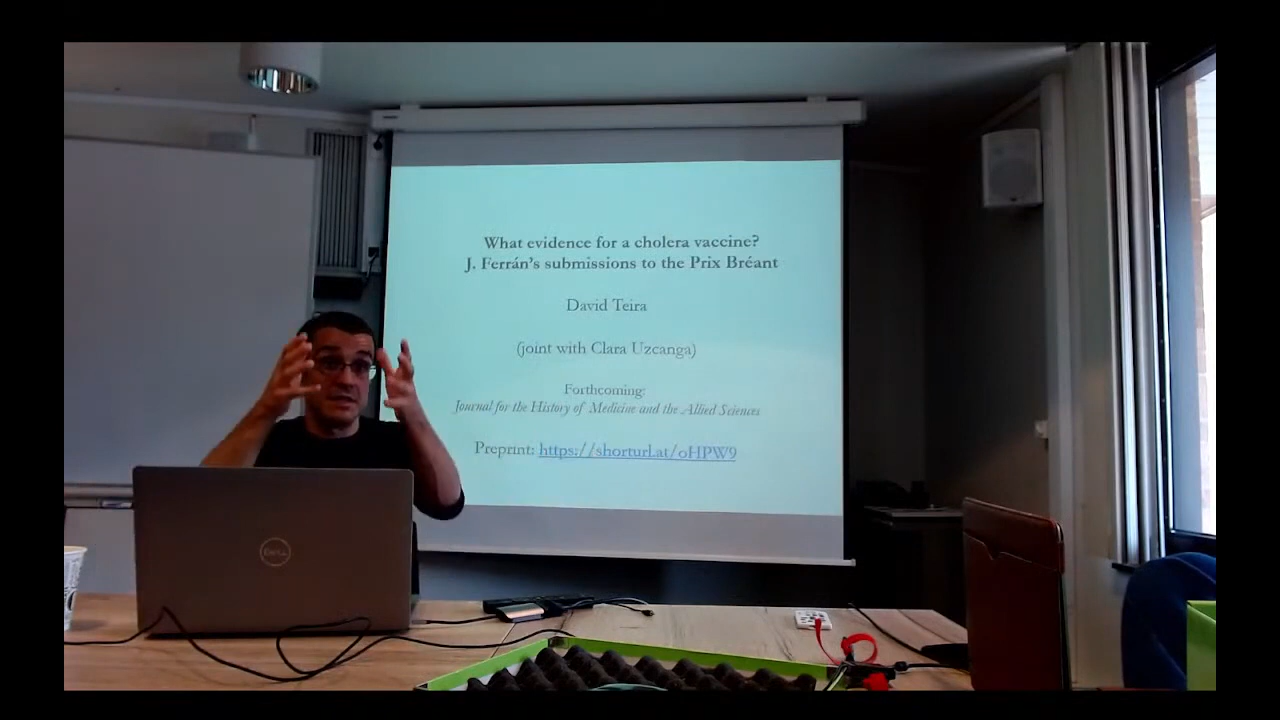 What evidence for a cholera vaccine?
J. Ferrán's submissions to the Prix Bréant
David Teira
(joint with Clara Uzcanga)
Forthcoming:
Journal for the History of Medicine and the Allied Sciences
Preprint: https://shorturl.at/oHPW9
DELL